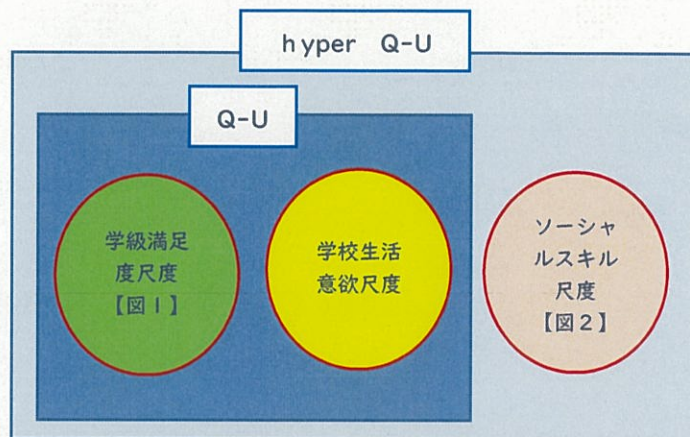 hyper Q-U
Q-U
学級満足
度尺度
【図1】
学校生活
意欲尺度
ソーシャ
ルスキル
尺度
【図2】